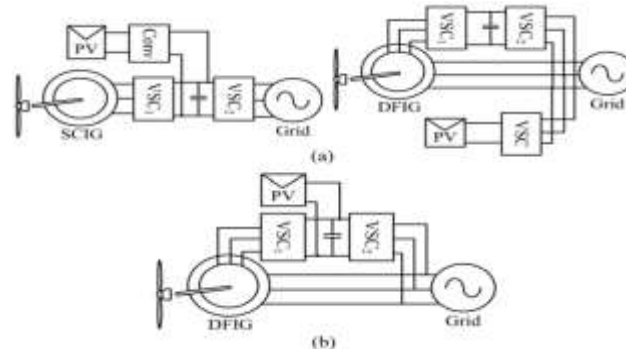 PV
Conv
VSC₁
VSC₂
SCIG
Grid
VSC₁
VSC₂
DFIG
Grid
PV
VSC
(a)
PV
VSC₁
VSC₂
DFIG
Grid
(b)